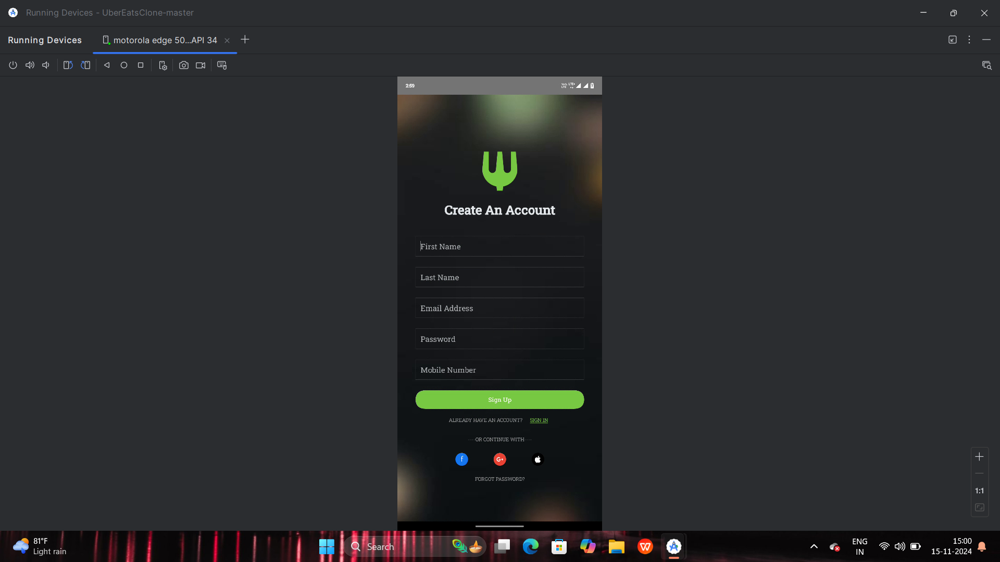 Running Devices - UberEatsClone-master
Running Devices
motorola edge 50...API 34
2:59
LTE+
LTE
Create An Account
First Name
Last Name
Email Address
Password
Mobile Number
Sign Up
ALREADY HAVE AN ACCOUNT? SIGN IN
----OR CONTINUE WITH----
f
G+
FORGOT PASSWORD?
1:1
81°F
Light rain
Search
W
ENG
IN
15:00
15-11-2024